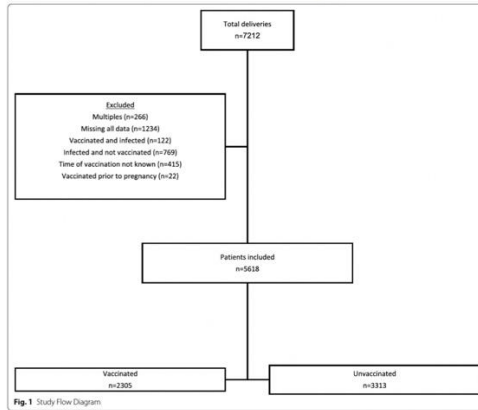 Total deliveries
n=7212
Excluded
Multiples (n=266)
Missing all data (n=1234)
Vaccinated and infected (n=122)
Infected and not vaccinated (n=769)
Time of vaccination not known (n=415)
Vaccinated prior to pregnancy (n=22)
Patients included
n=5618
Vaccinated
n=2305
Unvaccinated
n=3313
Fig. 1 Study Flow Diagram